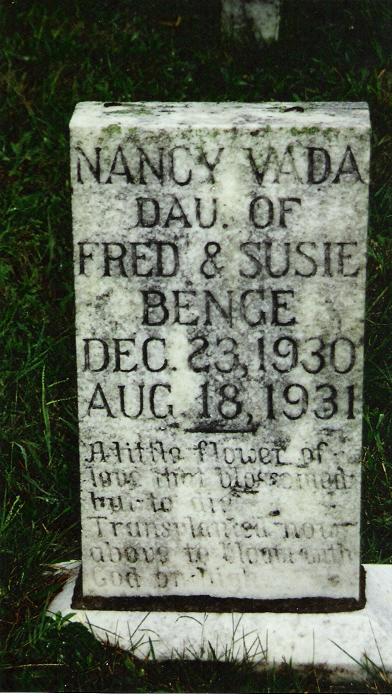 NANCY VADA
DAU. OF
FRED & SUSIE
BENGE
DEC. 23, 1930
AUG. 18, 1931
A little flower of
love that blossomed
but to die
Transplanted now
above to bloom with
God on high